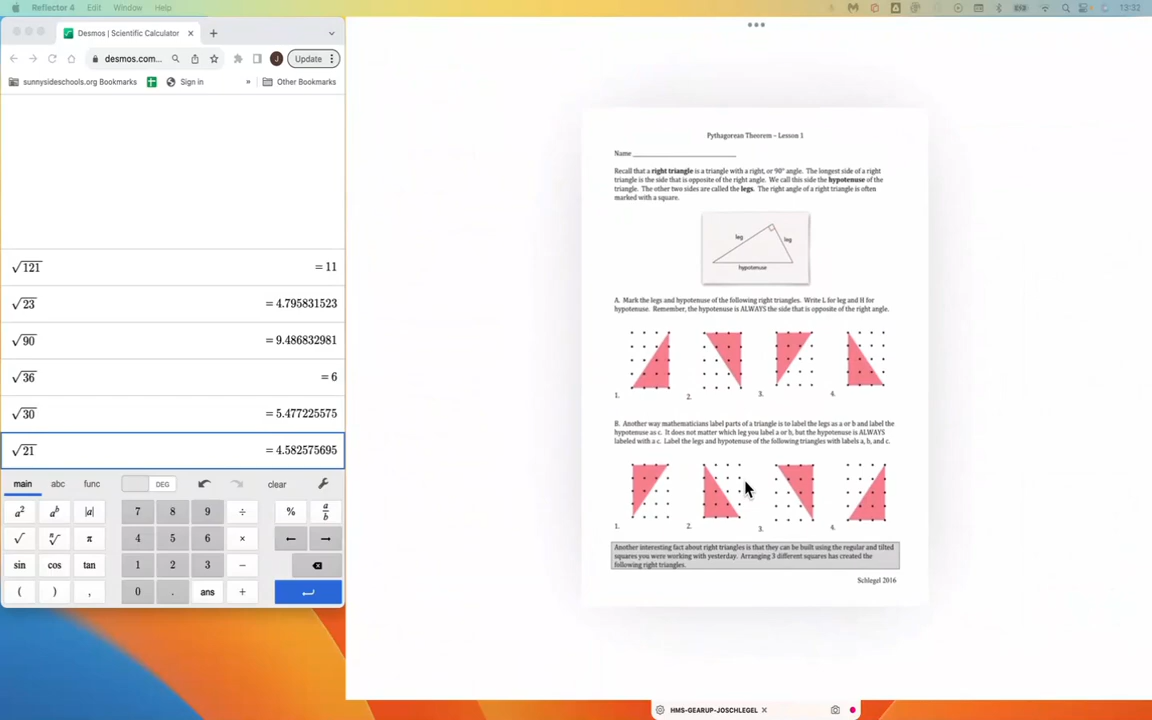 Reflector 4 Edit Window Help 13:32
Desmos | Scientific Calculator
desmos.com... Update
sunnysideschools.org Bookmarks Sign in » Other Bookmarks
√121 = 11
√23 = 4.795831523
√90 = 9.486832981
√36 = 6
√30 = 5.477225575
√21 = 4.582575695
main abc func DEG clear
a² aᵇ |a| 7 8 9 ÷ % a/b
√ ⁿ√ π 4 5 6 × ← →
sin cos tan 1 2 3 −
( ) , 0 . ans +
Pythagorean Theorem – Lesson 1
Name
Recall that a right triangle is a triangle with a right, or 90° angle. The longest side of a right
triangle is the side that is opposite of the right angle. We call this side the hypotenuse of the
triangle. The other two sides are called the legs. The right angle of a right triangle is often
marked with a square.
leg leg
hypotenuse
A. Mark the legs and hypotenuse of the following right triangles. Write L for leg and H for
hypotenuse. Remember, the hypotenuse is ALWAYS the side that is opposite of the right angle.
1. 2. 3. 4.
B. Another way mathematicians label parts of a triangle is to label the legs as a or b and label the
hypotenuse as c. It does not matter which leg you label a or b, but the hypotenuse is ALWAYS
labeled with a c. Label the legs and hypotenuse of the following triangles with labels a, b, and c.
1. 2. 3. 4.
Another interesting fact about right triangles is that they can be built using the regular and tilted
squares you were working with yesterday. Arranging 3 different squares has created the
following right triangles.
Schlegel 2016
HMS-GEARUP-JOSCHLEGEL